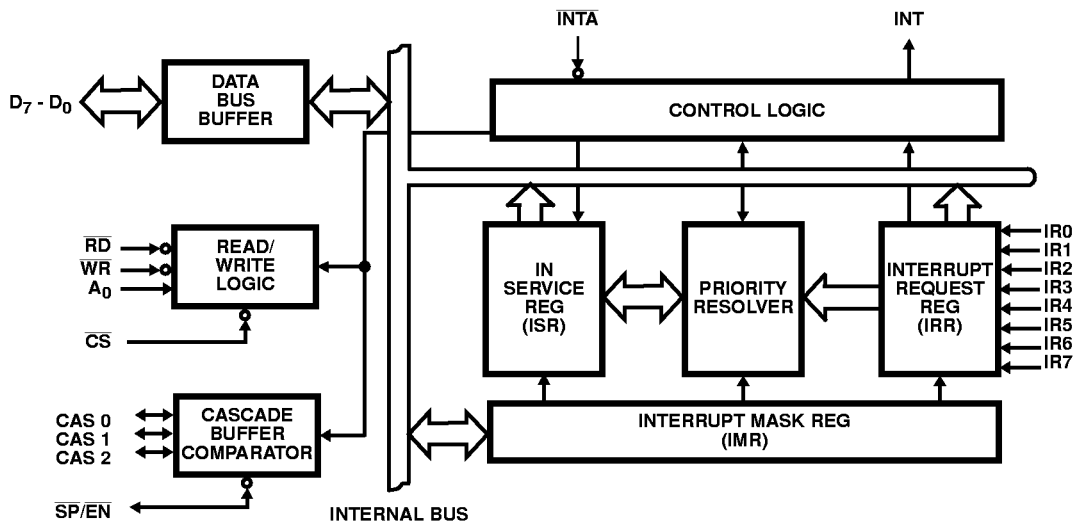 INTA
INT
D7 - D0
DATA
BUS
BUFFER
CONTROL LOGIC
RD
WR
A0
CS
READ/
WRITE
LOGIC
IN
SERVICE
REG
(ISR)
PRIORITY
RESOLVER
INTERRUPT
REQUEST
REG
(IRR)
IR0
IR1
IR2
IR3
IR4
IR5
IR6
IR7
CAS 0
CAS 1
CAS 2
CASCADE
BUFFER
COMPARATOR
INTERRUPT MASK REG
(IMR)
SP/EN
INTERNAL BUS